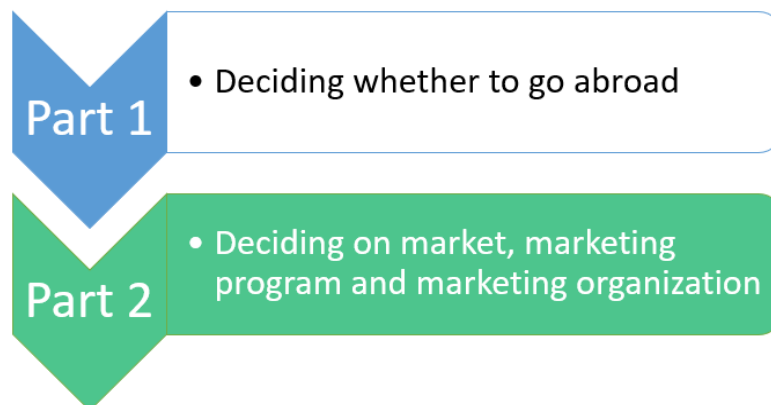 Part 1
• Deciding whether to go abroad
Part 2
• Deciding on market, marketing
program and marketing organization